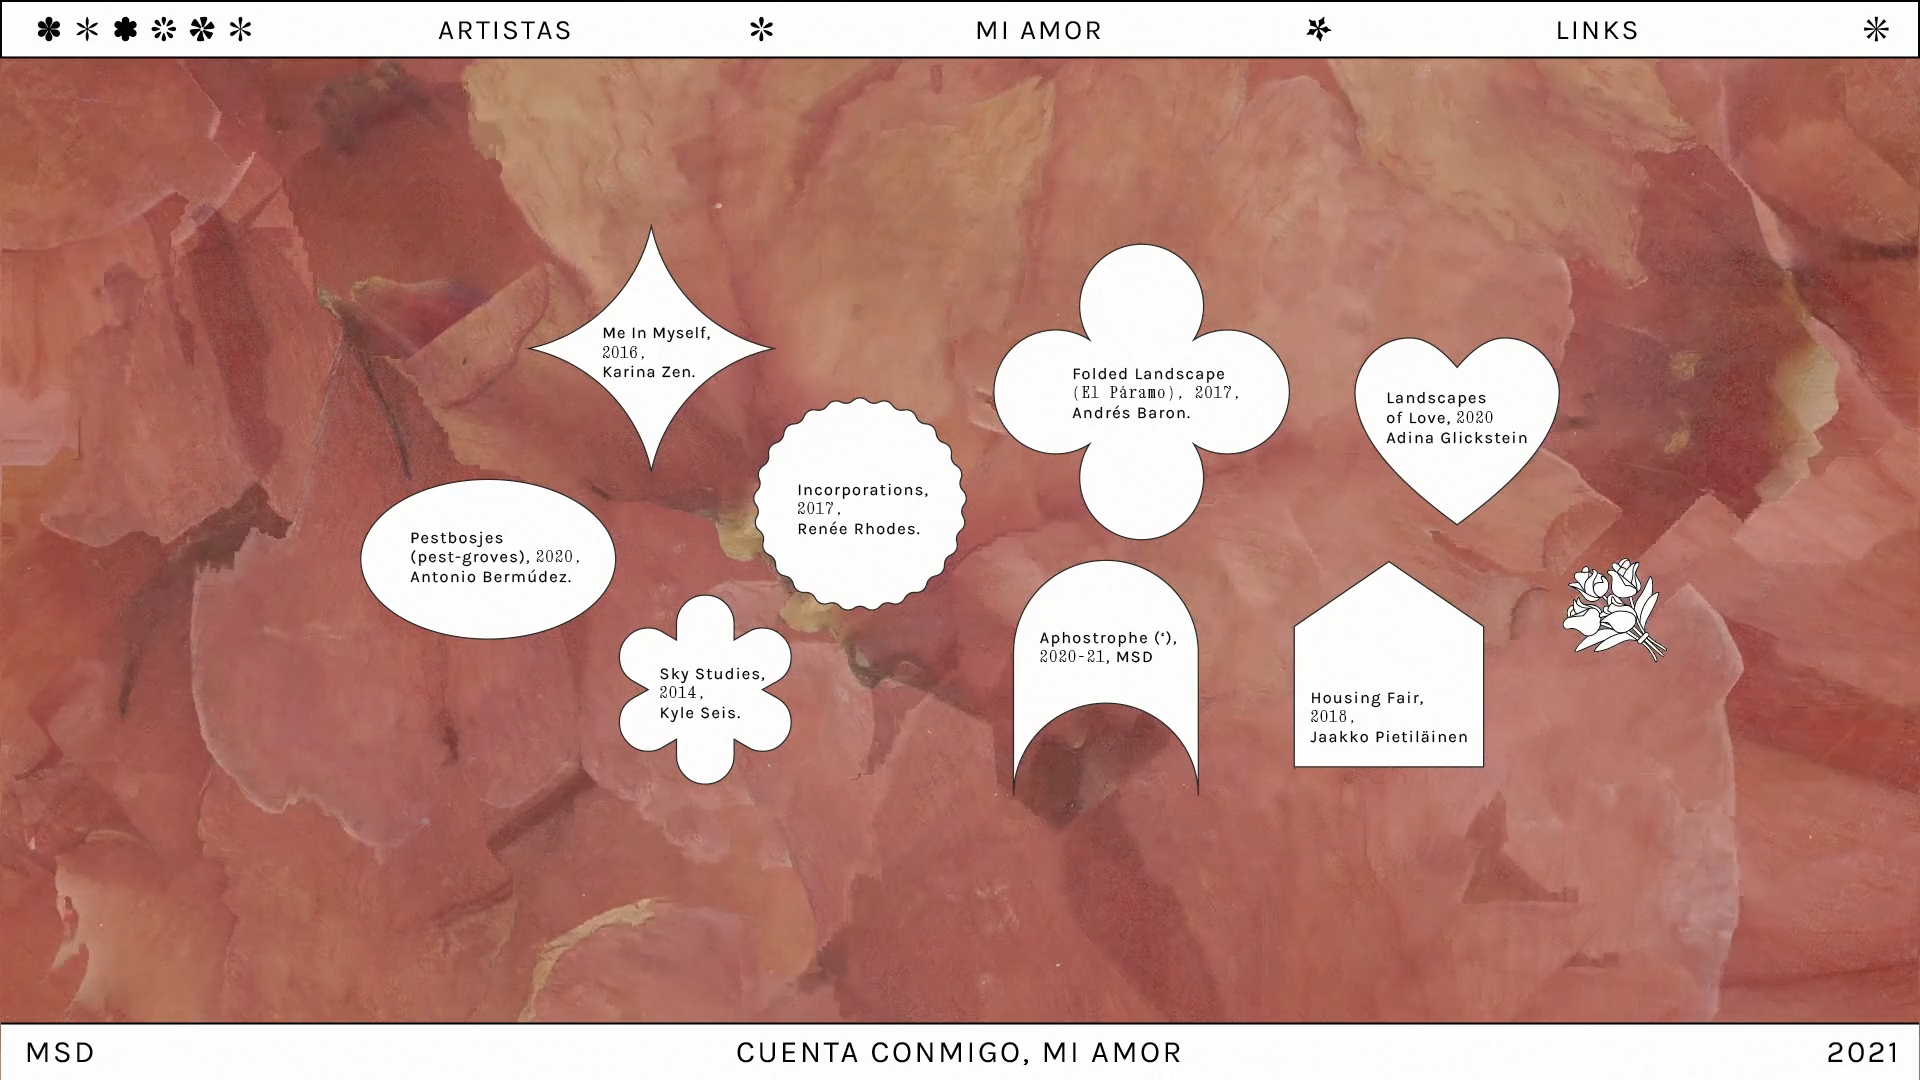 ARTISTAS
MI AMOR
LINKS
Me In Myself,
2016,
Karina Zen.
Folded Landscape
(El Páramo), 2017,
Andrés Baron.
Landscapes
of Love, 2020
Adina Glickstein
Incorporations,
2017,
Renée Rhodes.
Pestbosjes
(pest-groves), 2020,
Antonio Bermúdez.
Sky Studies,
2014,
Kyle Seis.
Aphostrophe (‘),
2020-21, MSD
Housing Fair,
2018,
Jaakko Pietiläinen
MSD
CUENTA CONMIGO, MI AMOR
2021